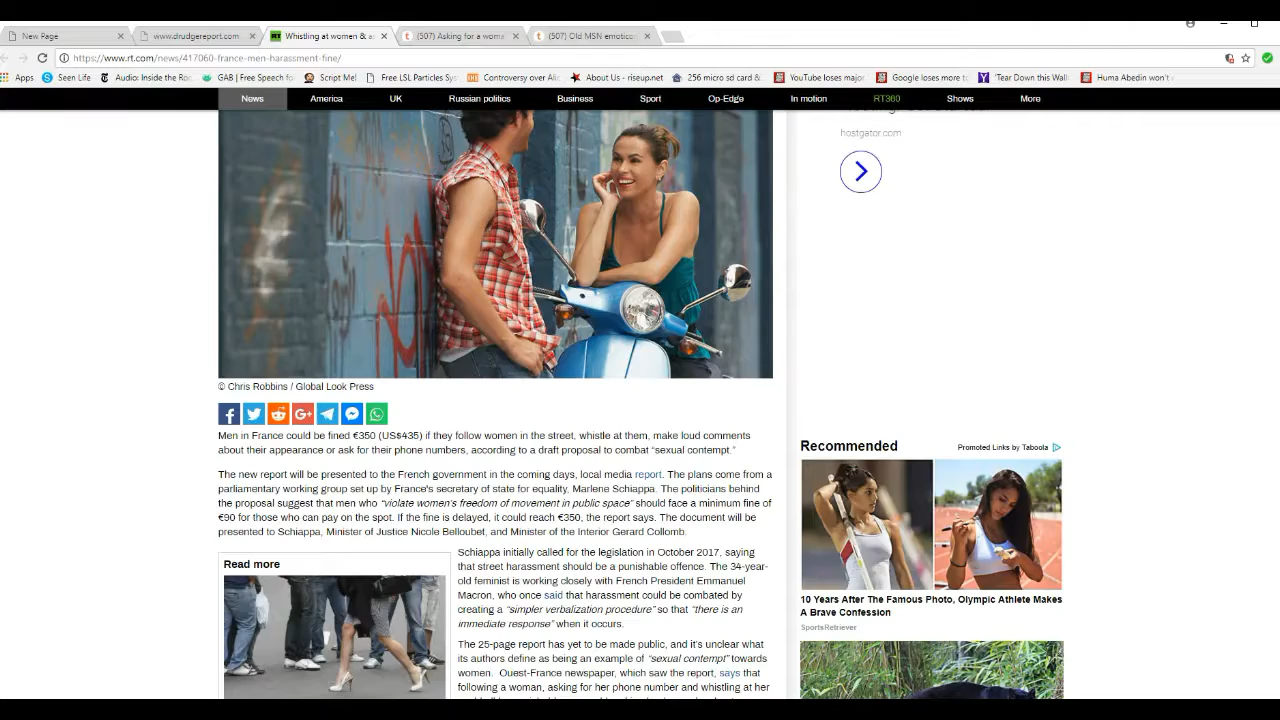 New Page
www.drudgereport.com
Whistling at women & a
(507) Asking for a woma
(507) Old MSN emotico
https://www.rt.com/news/417060-france-men-harassment-fine/
Apps
Seen Life
Audio: Inside the Ro
GAB | Free Speech fo
Script Me!
Free LSL Particles Sy
Controversy over Ali
About Us - riseup.net
256 micro sd card &
YouTube loses major
Google loses more t
'Tear Down this Wall
Huma Abedin won't
News
America
UK
Russian politics
Business
Sport
Op-Edge
In motion
RT360
Shows
More
hostgator.com
© Chris Robbins / Global Look Press
Men in France could be fined €350 (US$435) if they follow women in the street, whistle at them, make loud comments
about their appearance or ask for their phone numbers, according to a draft proposal to combat “sexual contempt.”
The new report will be presented to the French government in the coming days, local media report. The plans come from a
parliamentary working group set up by France's secretary of state for equality, Marlene Schiappa. The politicians behind
the proposal suggest that men who “violate women's freedom of movement in public space” should face a minimum fine of
€90 for those who can pay on the spot. If the fine is delayed, it could reach €350, the report says. The document will be
presented to Schiappa, Minister of Justice Nicole Belloubet, and Minister of the Interior Gerard Collomb.
Read more
Schiappa initially called for the legislation in October 2017, saying
that street harassment should be a punishable offence. The 34-year-
old feminist is working closely with French President Emmanuel
Macron, who once said that harassment could be combated by
creating a “simpler verbalization procedure” so that “there is an
immediate response” when it occurs.
The 25-page report has yet to be made public, and it's unclear what
its authors define as being an example of “sexual contempt” towards
women. Ouest-France newspaper, which saw the report, says that
following a woman, asking for her phone number and whistling at her
Recommended
Promoted Links by Taboola
10 Years After The Famous Photo, Olympic Athlete Makes
A Brave Confession
SportsRetriever